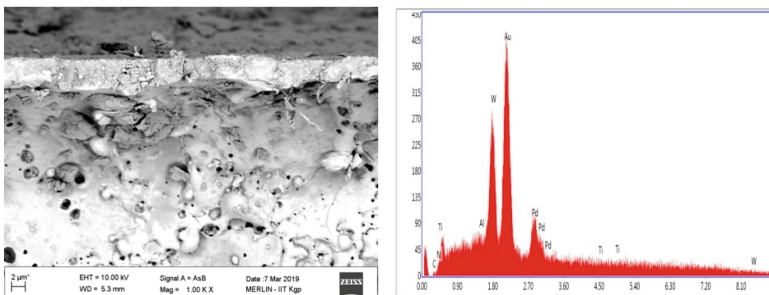 2 µm*
EHT = 10.00 kV
Signal A = AsB
Date :7 Mar 2019
WD = 5.3 mm
Mag = 1.00 K X
MERLIN - IIT Kgp
ZEISS
450
405
360
315
270
225
180
135
90
45
0
Au
W
Pd
Pd
Pd
Al
Ti
N
C
Ti
Ti
W
0.00
0.90
1.80
2.70
3.60
4.50
5.40
6.30
7.20
8.10